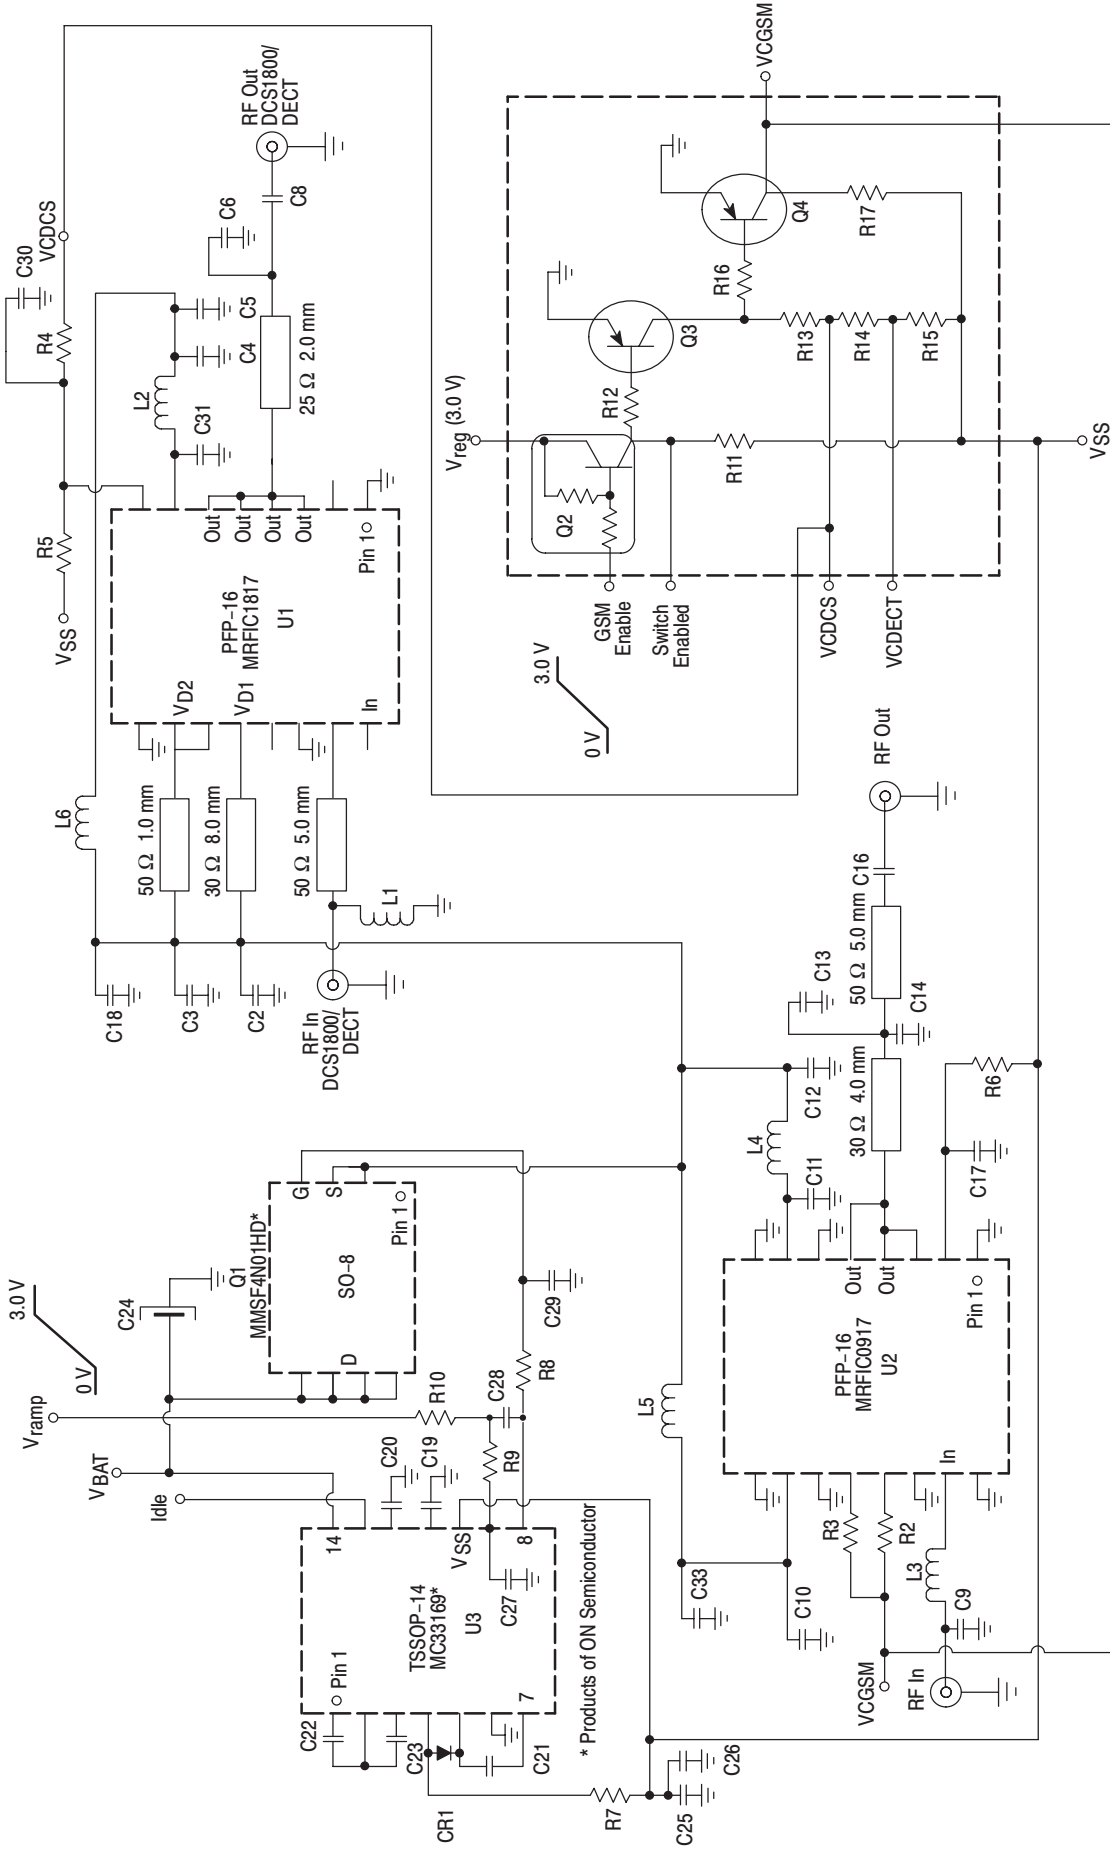 VSS
R5
R4
C30
VCDCS
L6
L2
C31
C4
C5
C6
RF Out
DCS1800/
DECT
C8
25 Ω 2.0 mm
PFP-16
MRFIC1817
U1
VD2
VD1
In
Out
Out
Out
Out
Pin 1
50 Ω 1.0 mm
30 Ω 8.0 mm
50 Ω 5.0 mm
L1
C18
C3
C2
RF In
DCS1800/
DECT
0 V
3.0 V
Vramp
VBAT
Idle
C24
Q1
MMSF4N01HD*
SO-8
D
G
S
Pin 1
R10
C28
R9
R8
C29
C20
C19
14
VSS
8
C27
Pin 1
TSSOP-14
MC33169*
U3
7
C22
C23
C21
CR1
R7
C25
C26
* Products of ON Semiconductor
0 V
3.0 V
Vreg (3.0 V)
GSM
Enable
Switch
Enabled
VCDCS
VCDECT
Q2
R11
R12
Q3
R13
R14
R15
R16
Q4
R17
VCGSM
VSS
L5
C33
C10
L4
C11
C12
C13
C14
30 Ω 4.0 mm
50 Ω 5.0 mm
C16
RF Out
R6
C17
PFP-16
MRFIC0917
U2
Out
Out
In
Pin 1
R3
R2
L3
C9
VCGSM
RF In